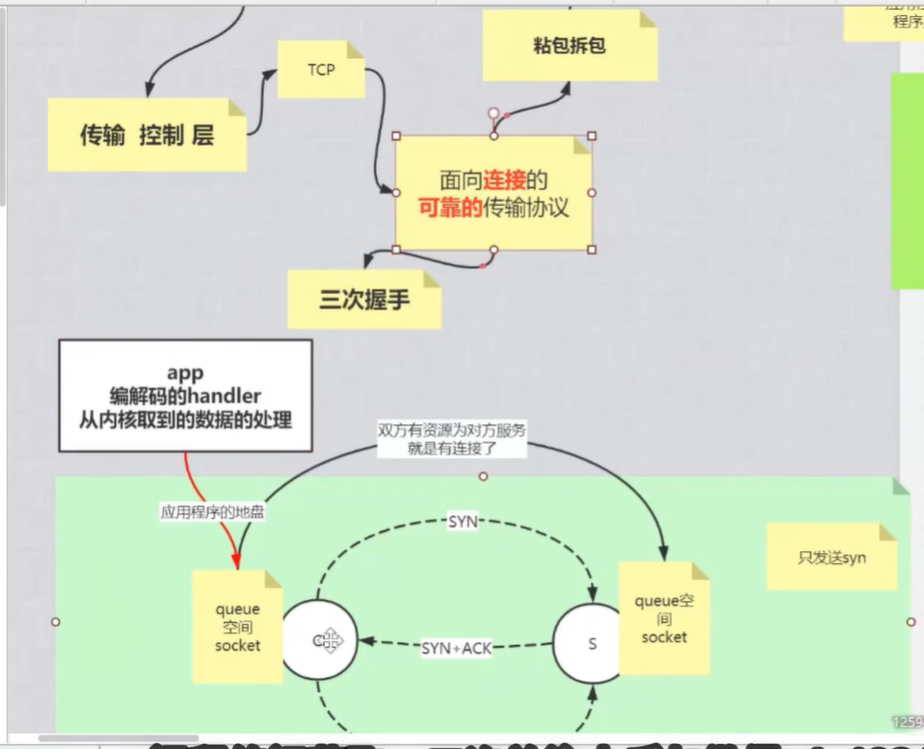 程序
粘包拆包
TCP
传输 控制 层
面向连接的
可靠的传输协议
三次握手
app
编解码的handler
从内核取到的数据的处理
双方有资源为对方服务
就是有连接了
应用程序的地盘
SYN
只发送syn
queue
空间
socket
C
SYN+ACK
S
queue空
间
socket
1259